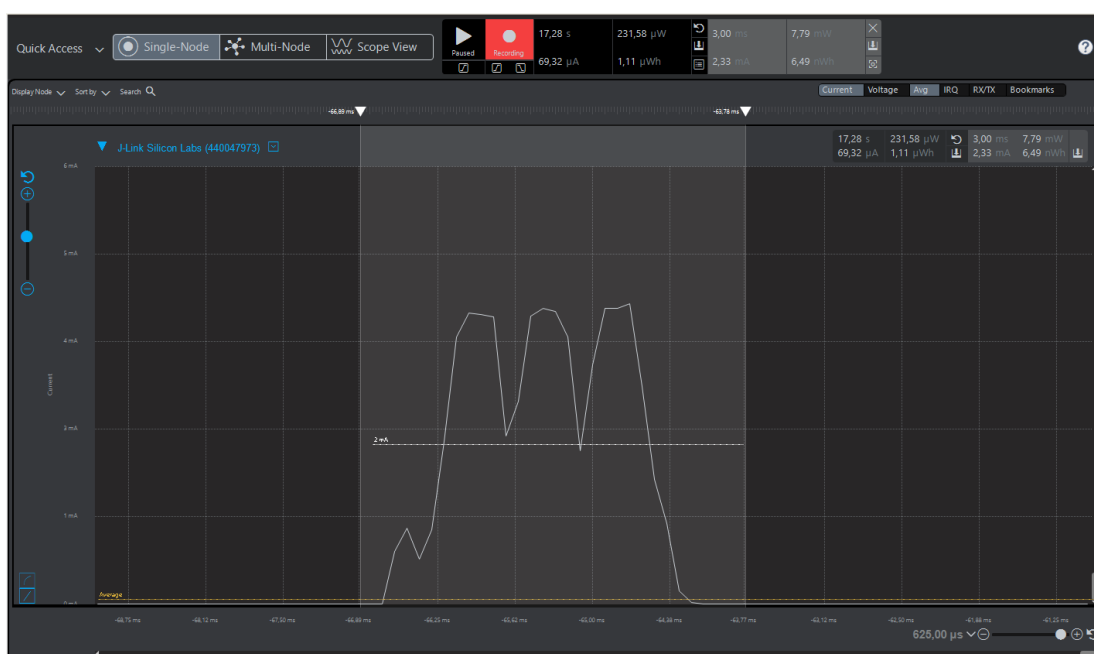 Quick Access
Single-Node
Multi-Node
Scope View
Paused
Recording
17,28 s
231,58 µW
69,32 µA
1,11 µWh
3,00 ms
7,79 mW
2,33 mA
6,49 nWh
?
Display Node
Sort by
Search
Current
Voltage
Avg
IRQ
RX/TX
Bookmarks
-66,89 ms
-63,78 ms
J-Link Silicon Labs (440047973)
17,28 s
231,58 µW
3,00 ms
7,79 mW
69,32 µA
1,11 µWh
2,33 mA
6,49 nWh
6 mA
5 mA
4 mA
Current
3 mA
2 mA
1 mA
Average
0 mA
-68,75 ms
-68,12 ms
-67,50 ms
-66,88 ms
-66,25 ms
-65,62 ms
-65,00 ms
-64,38 ms
-63,77 ms
-63,12 ms
-62,50 ms
-61,88 ms
-61,25 ms
625,00 µs